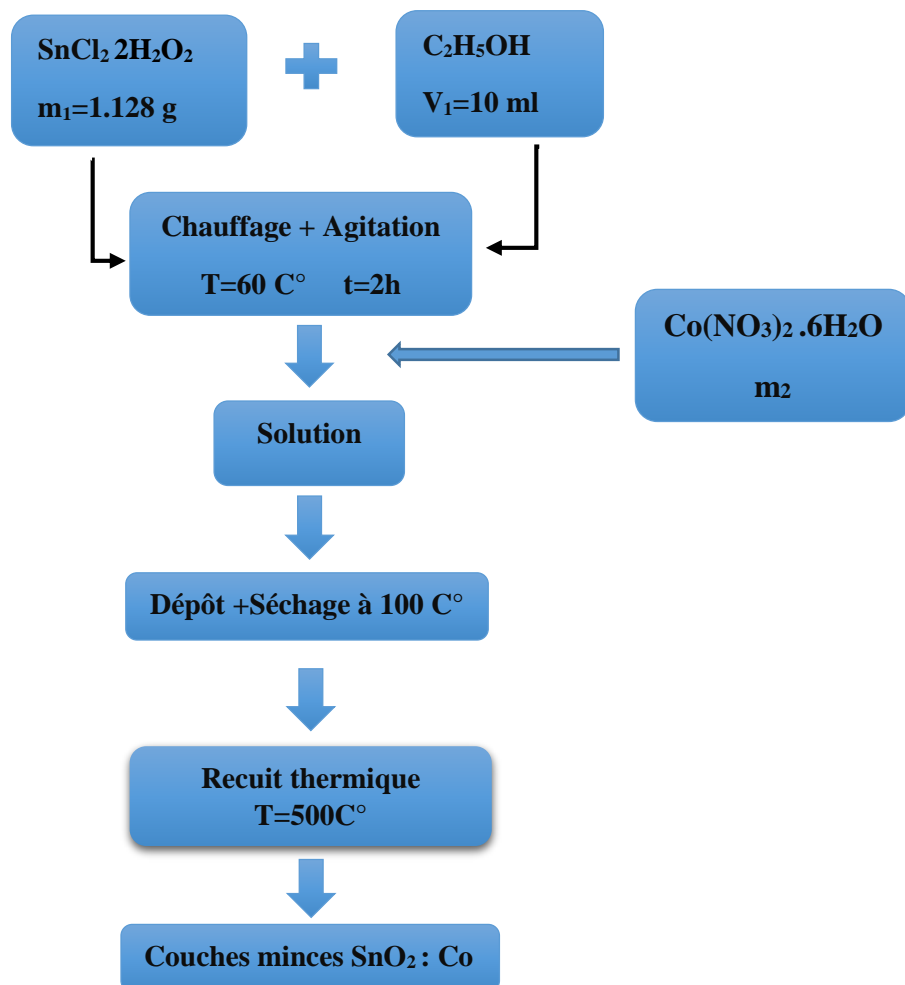 SnCl₂ 2H₂O₂
m₁=1.128 g
C₂H₅OH
V₁=10 ml
Chauffage + Agitation
T=60 C° t=2h
Co(NO₃)₂ .6H₂O
m₂
Solution
Dépôt +Séchage à 100 C°
Recuit thermique
T=500C°
Couches minces SnO₂ : Co